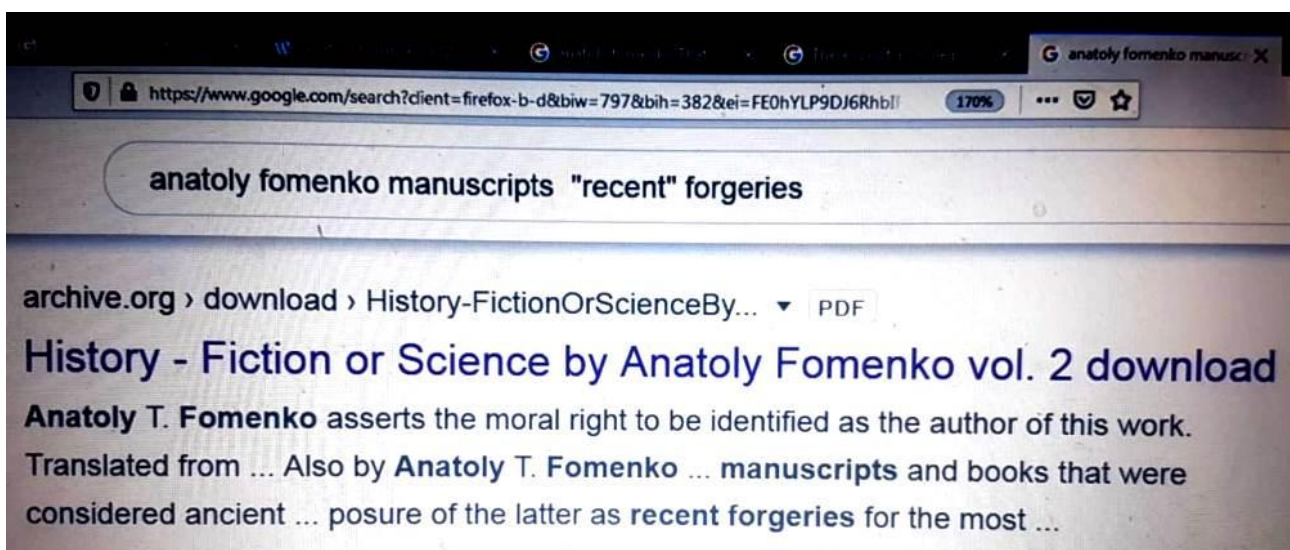 anatoly fomenko manusc
https://www.google.com/search?client=firefox-b-d&biw=797&bih=382&ei=FE0hYLP9DJ6RhbI
170%
anatoly fomenko manuscripts "recent" forgeries
archive.org › download › History-FictionOrScienceBy... ▼ PDF
History - Fiction or Science by Anatoly Fomenko vol. 2 download
Anatoly T. Fomenko asserts the moral right to be identified as the author of this work.
Translated from ... Also by Anatoly T. Fomenko ... manuscripts and books that were
considered ancient ... posure of the latter as recent forgeries for the most ...